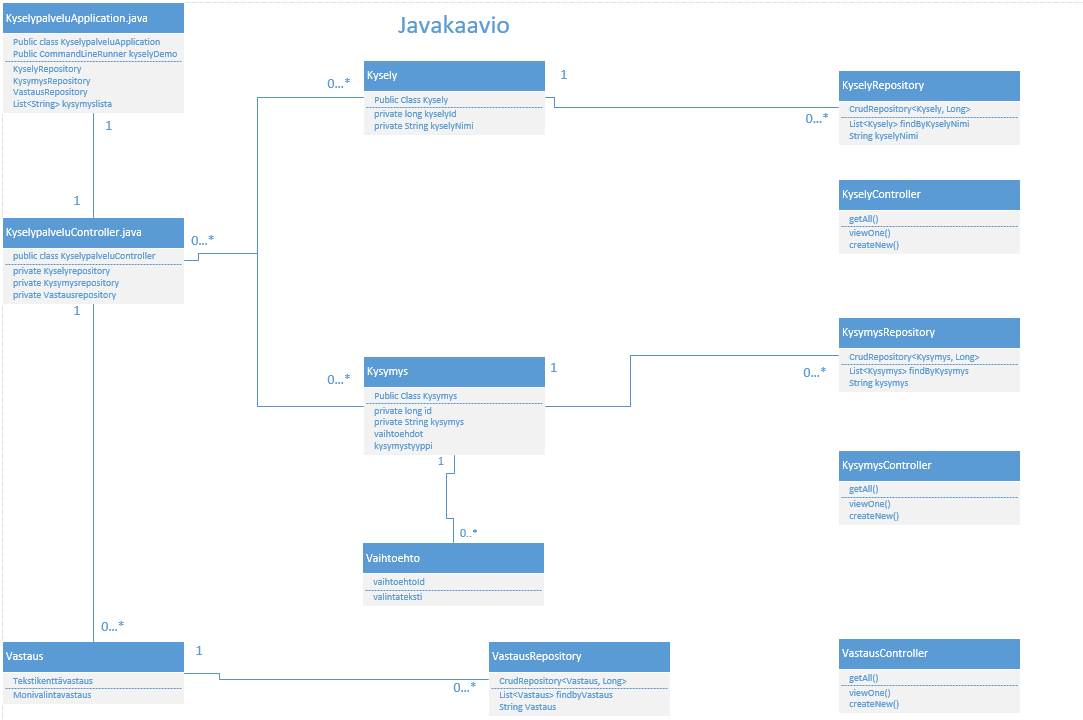 Javakaavio
KyselypalveluApplication.java
Public class KyselypalveluApplication
Public CommandLineRunner kyselyDemo
KyselyRepository
KysymysRepository
VastausRepository
List<String> kysymyslista
1
1
KyselypalveluController.java
public class KyselypalveluController
private Kyselyrepository
private Kysymysrepository
private Vastausrepository
0...*
1
0...*
Kysely
Public Class Kysely
private long kyselyId
private String kyselyNimi
1
0...*
KyselyRepository
CrudRepository<Kysely, Long>
List<Kysely> findByKyselyNimi
String kyselyNimi
KyselyController
getAll()
viewOne()
createNew()
0...*
Kysymys
Public Class Kysymys
private long id
private String kysymys
vaihtoehdot
kysymystyyppi
1
0...*
KysymysRepository
CrudRepository<Kysymys, Long>
List<Kysymys> findByKysymys
String kysymys
KysymysController
getAll()
viewOne()
createNew()
1
0..*
Vaihtoehto
vaihtoehtoId
valintateksti
0...*
Vastaus
Tekstikenttävastaus
Monivalintavastaus
1
0...*
VastausRepository
CrudRepository<Vastaus, Long>
List<Vastaus> findbyVastaus
String Vastaus
VastausController
getAll()
viewOne()
createNew()